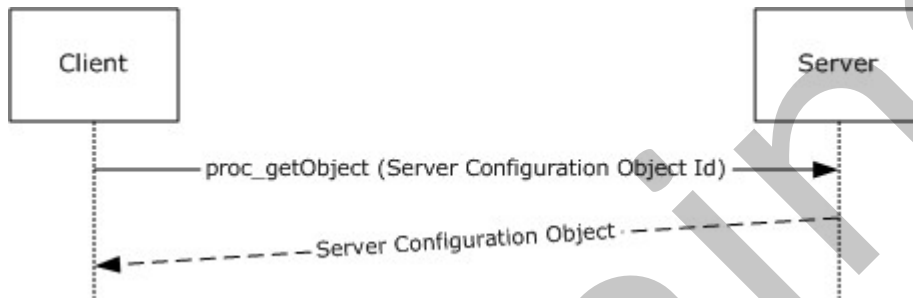 Client
Server
proc_getObject (Server Configuration Object Id)
Server Configuration Object